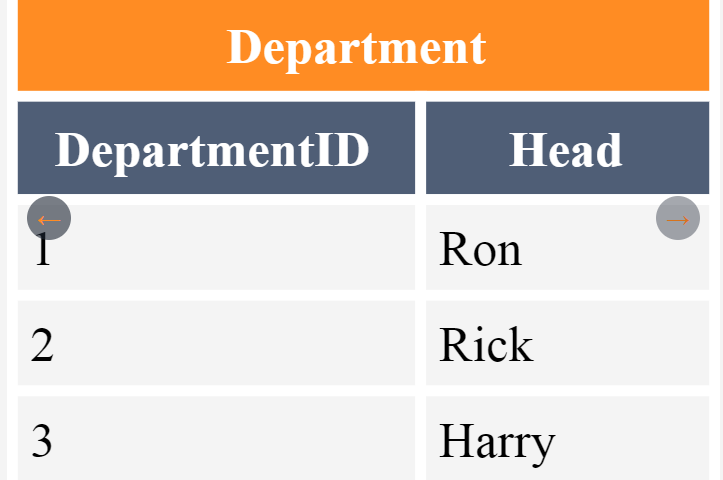 Department
DepartmentID Head
← →
1 Ron
2 Rick
3 Harry